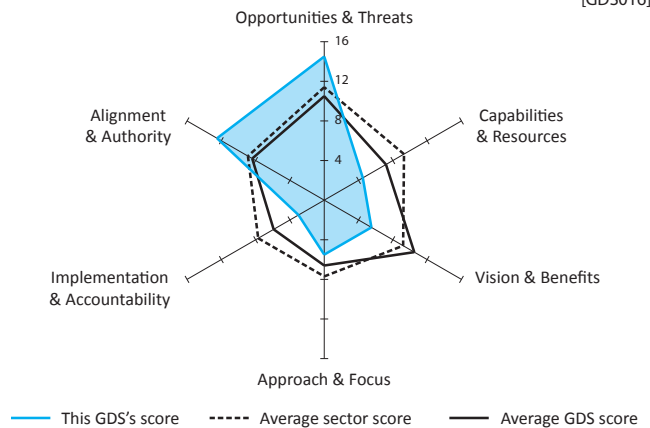 [GDS016]
Opportunities & Threats
16
12
8
4
Alignment
& Authority
Capabilities
& Resources
Implementation
& Accountability
Vision & Benefits
Approach & Focus
This GDS's score
Average sector score
Average GDS score